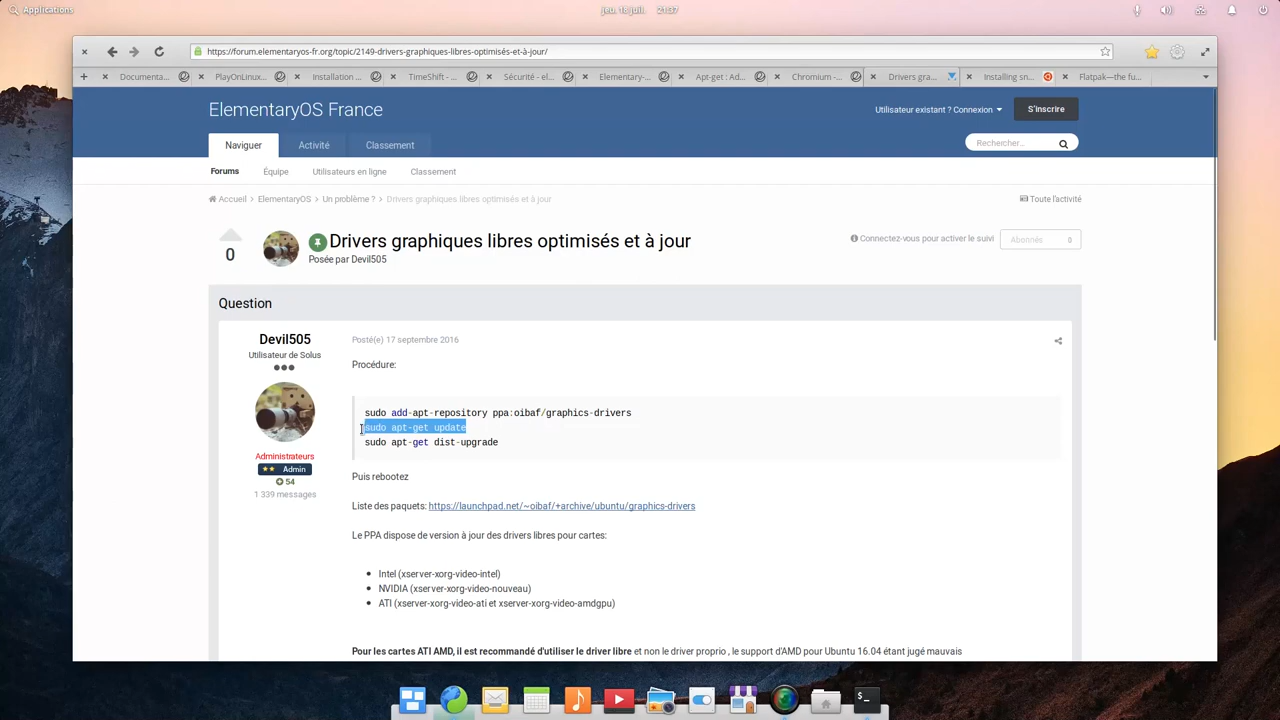 Applications
jeu. 18 juil. 21:37
https://forum.elementaryos-fr.org/topic/2149-drivers-graphiques-libres-optimisés-et-à-jour/
Documenta...
PlayOnLinux...
Installation ...
TimeShift - ...
Sécurité - el...
Elementary-...
Apt-get : Ad...
Chromium - ...
Drivers gra...
Installing sn...
Flatpak—the fu...
ElementaryOS France
Utilisateur existant ? Connexion
S'inscrire
Naviguer
Activité
Classement
Rechercher...
Forums
Équipe
Utilisateurs en ligne
Classement
Accueil > ElementaryOS > Un problème ? > Drivers graphiques libres optimisés et à jour
Toute l'activité
0
Drivers graphiques libres optimisés et à jour
Posée par Devil505
Connectez-vous pour activer le suivi
Abonnés 0
Question
Devil505
Utilisateur de Solus
Administrateurs
Admin
54
1 339 messages
Posté(e) 17 septembre 2016
Procédure:
sudo add-apt-repository ppa:oibaf/graphics-drivers
sudo apt-get update
sudo apt-get dist-upgrade
Puis rebootez
Liste des paquets: https://launchpad.net/~oibaf/+archive/ubuntu/graphics-drivers
Le PPA dispose de version à jour des drivers libres pour cartes:
Intel (xserver-xorg-video-intel)
NVIDIA (xserver-xorg-video-nouveau)
ATI (xserver-xorg-video-ati et xserver-xorg-video-amdgpu)
Pour les cartes ATI AMD, il est recommandé d'utiliser le driver libre et non le driver proprio , le support d'AMD pour Ubuntu 16.04 étant jugé mauvais